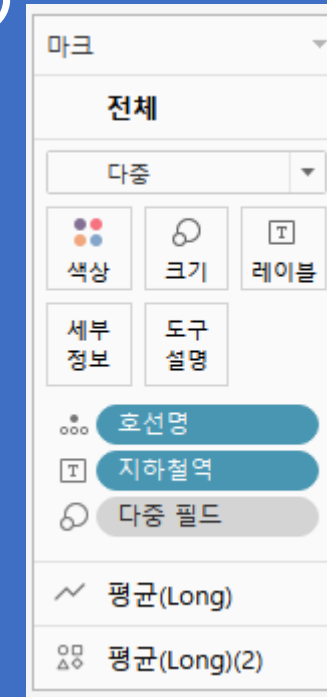 마크
전체
다중
색상
크기
레이블
세부
정보
도구
설명
호선명
T 지하철역
다중 필드
평균(Long)
평균(Long)(2)